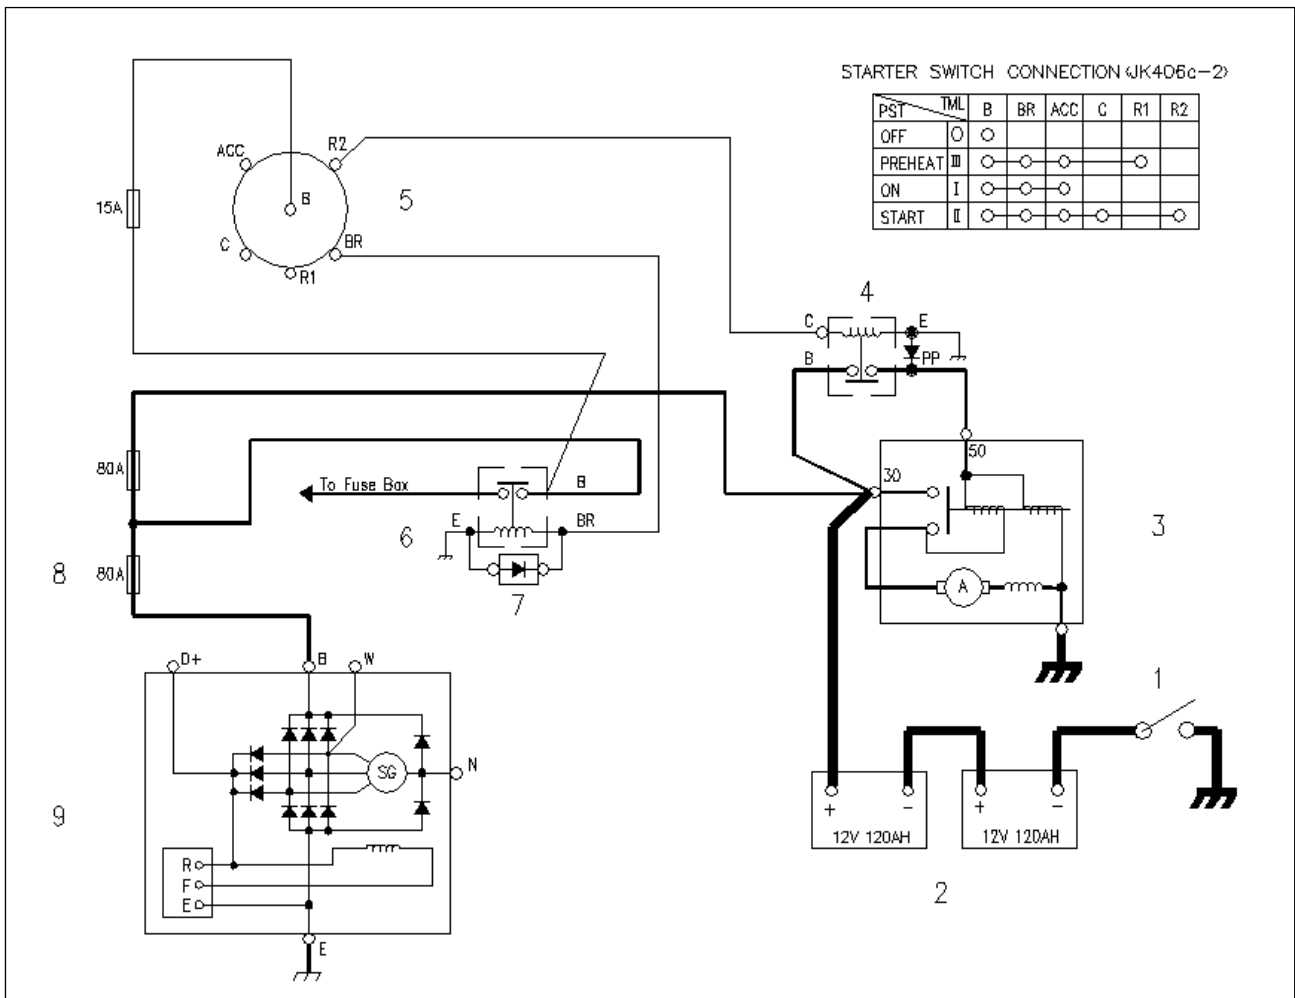 STARTER SWITCH CONNECTION (JK406c-2)
PST TML B BR ACC C R1 R2
OFF O
PREHEAT III
ON I
START II
ACC
R2
B
5
15A
C
BR
R1
4
C
E
B
PP
50
30
80A
To Fuse Box
B
E
BR
6
3
A
8
80A
7
D+
B
W
1
SG
N
9
+
-
+
-
12V 120AH
12V 120AH
R
F
E
2
E